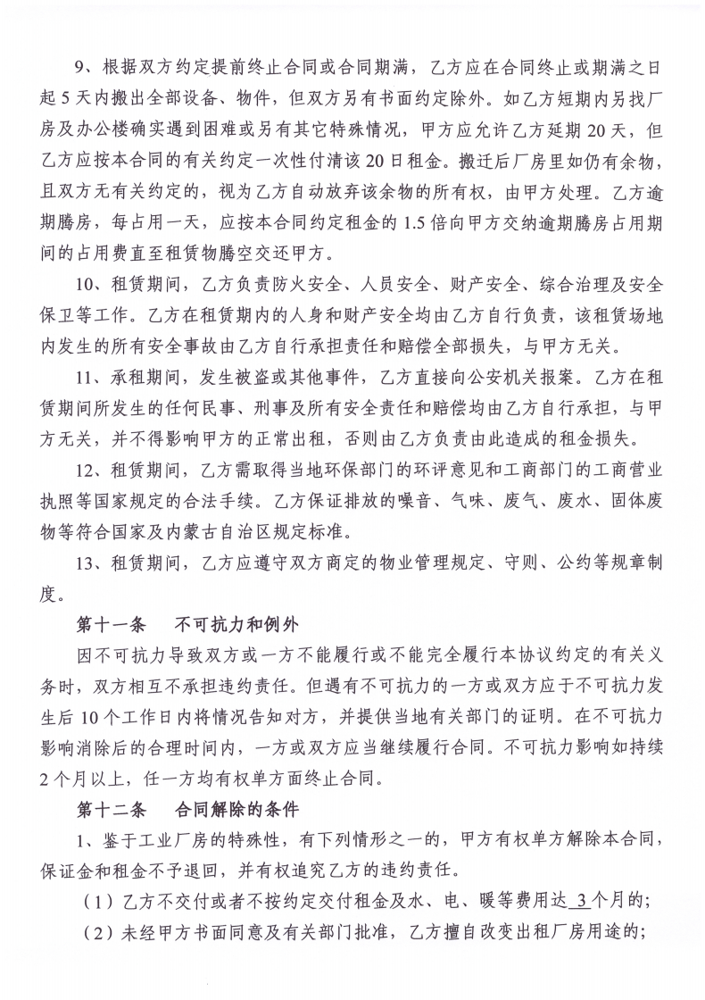 9、根据双方约定提前终止合同或合同期满，乙方应在合同终止或期满之日
起 5 天内搬出全部设备、物件，但双方另有书面约定除外。如乙方短期内另找厂
房及办公楼确实遇到困难或另有其它特殊情况，甲方应允许乙方延期 20 天，但
乙方应按本合同的有关约定一次性付清该 20 日租金。搬迁后厂房里如仍有余物，
且双方无有关约定的，视为乙方自动放弃该余物的所有权，由甲方处理。乙方逾
期腾房，每占用一天，应按本合同约定租金的 1.5 倍向甲方交纳逾期腾房占用期
间的占用费直至租赁物腾空交还甲方。
10、租赁期间，乙方负责防火安全、人员安全、财产安全、综合治理及安全
保卫等工作。乙方在租赁期内的人身和财产安全均由乙方自行负责，该租赁场地
内发生的所有安全事故由乙方自行承担责任和赔偿全部损失，与甲方无关。
11、承租期间，发生被盗或其他事件，乙方直接向公安机关报案。乙方在租
赁期间所发生的任何民事、刑事及所有安全责任和赔偿均由乙方自行承担，与甲
方无关，并不得影响甲方的正常出租，否则由乙方负责由此造成的租金损失。
12、租赁期间，乙方需取得当地环保部门的环评意见和工商部门的工商营业
执照等国家规定的合法手续。乙方保证排放的噪音、气味、废气、废水、固体废
物等符合国家及内蒙古自治区规定标准。
13、租赁期间，乙方应遵守双方商定的物业管理规定、守则、公约等规章制
度。
第十一条 不可抗力和例外
因不可抗力导致双方或一方不能履行或不能完全履行本协议约定的有关义
务时，双方相互不承担违约责任。但遇有不可抗力的一方或双方应于不可抗力发
生后 10 个工作日内将情况告知对方，并提供当地有关部门的证明。在不可抗力
影响消除后的合理时间内，一方或双方应当继续履行合同。不可抗力影响如持续
2 个月以上，任一方均有权单方面终止合同。
第十二条 合同解除的条件
1、鉴于工业厂房的特殊性，有下列情形之一的，甲方有权单方解除本合同，
保证金和租金不予退回，并有权追究乙方的违约责任。
（1）乙方不交付或者不按约定交付租金及水、电、暖等费用达 3 个月的；
（2）未经甲方书面同意及有关部门批准，乙方擅自改变出租厂房用途的；